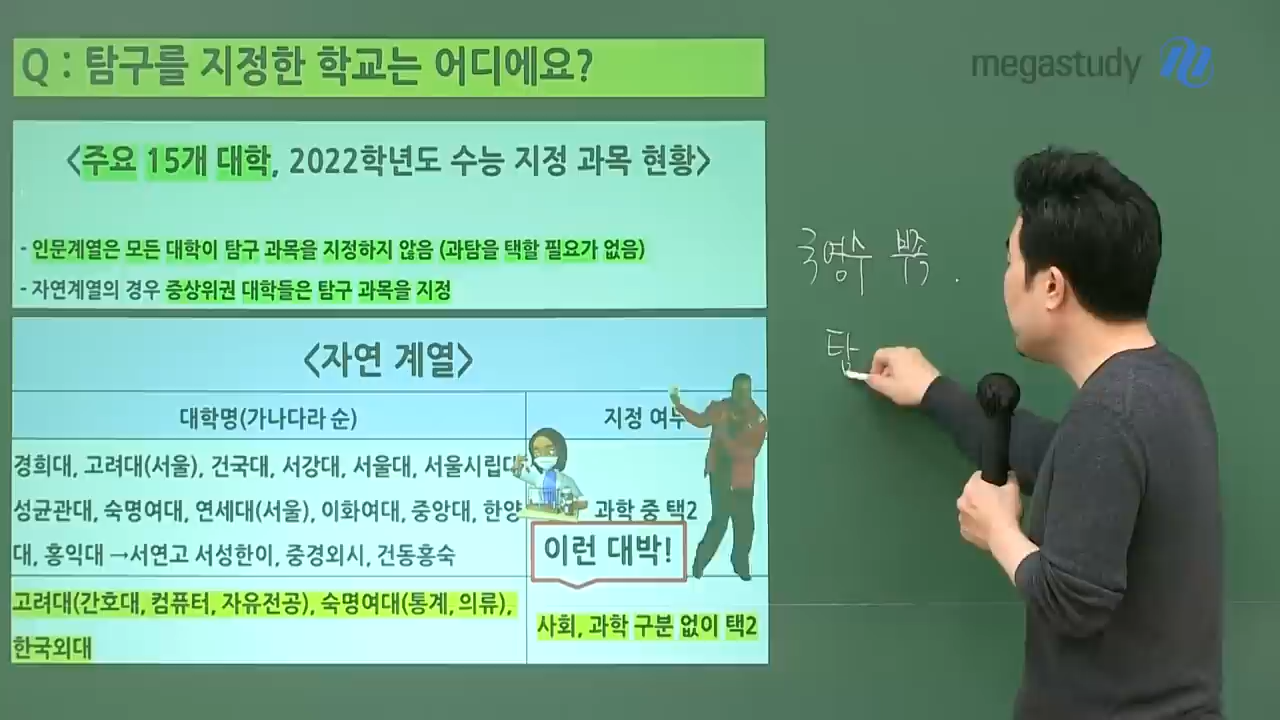 Q : 탐구를 지정한 학교는 어디에요?
megastudy
<주요 15개 대학, 2022학년도 수능 지정 과목 현황>
- 인문계열은 모든 대학이 탐구 과목을 지정하지 않음 (과탐을 택할 필요가 없음)
- 자연계열의 경우 중상위권 대학들은 탐구 과목을 지정
국영수 부족.
탐
<자연 계열>
대학명(가나다라 순)
지정 여부
경희대, 고려대(서울), 건국대, 서강대, 서울대, 서울시립대
성균관대, 숙명여대, 연세대(서울), 이화여대, 중앙대, 한양
대, 홍익대 →서연고 서성한이, 중경외시, 건동홍숙
과학 중 택2
이런 대박!
고려대(간호대, 컴퓨터, 자유전공), 숙명여대(통계, 의류),
한국외대
사회, 과학 구분 없이 택2